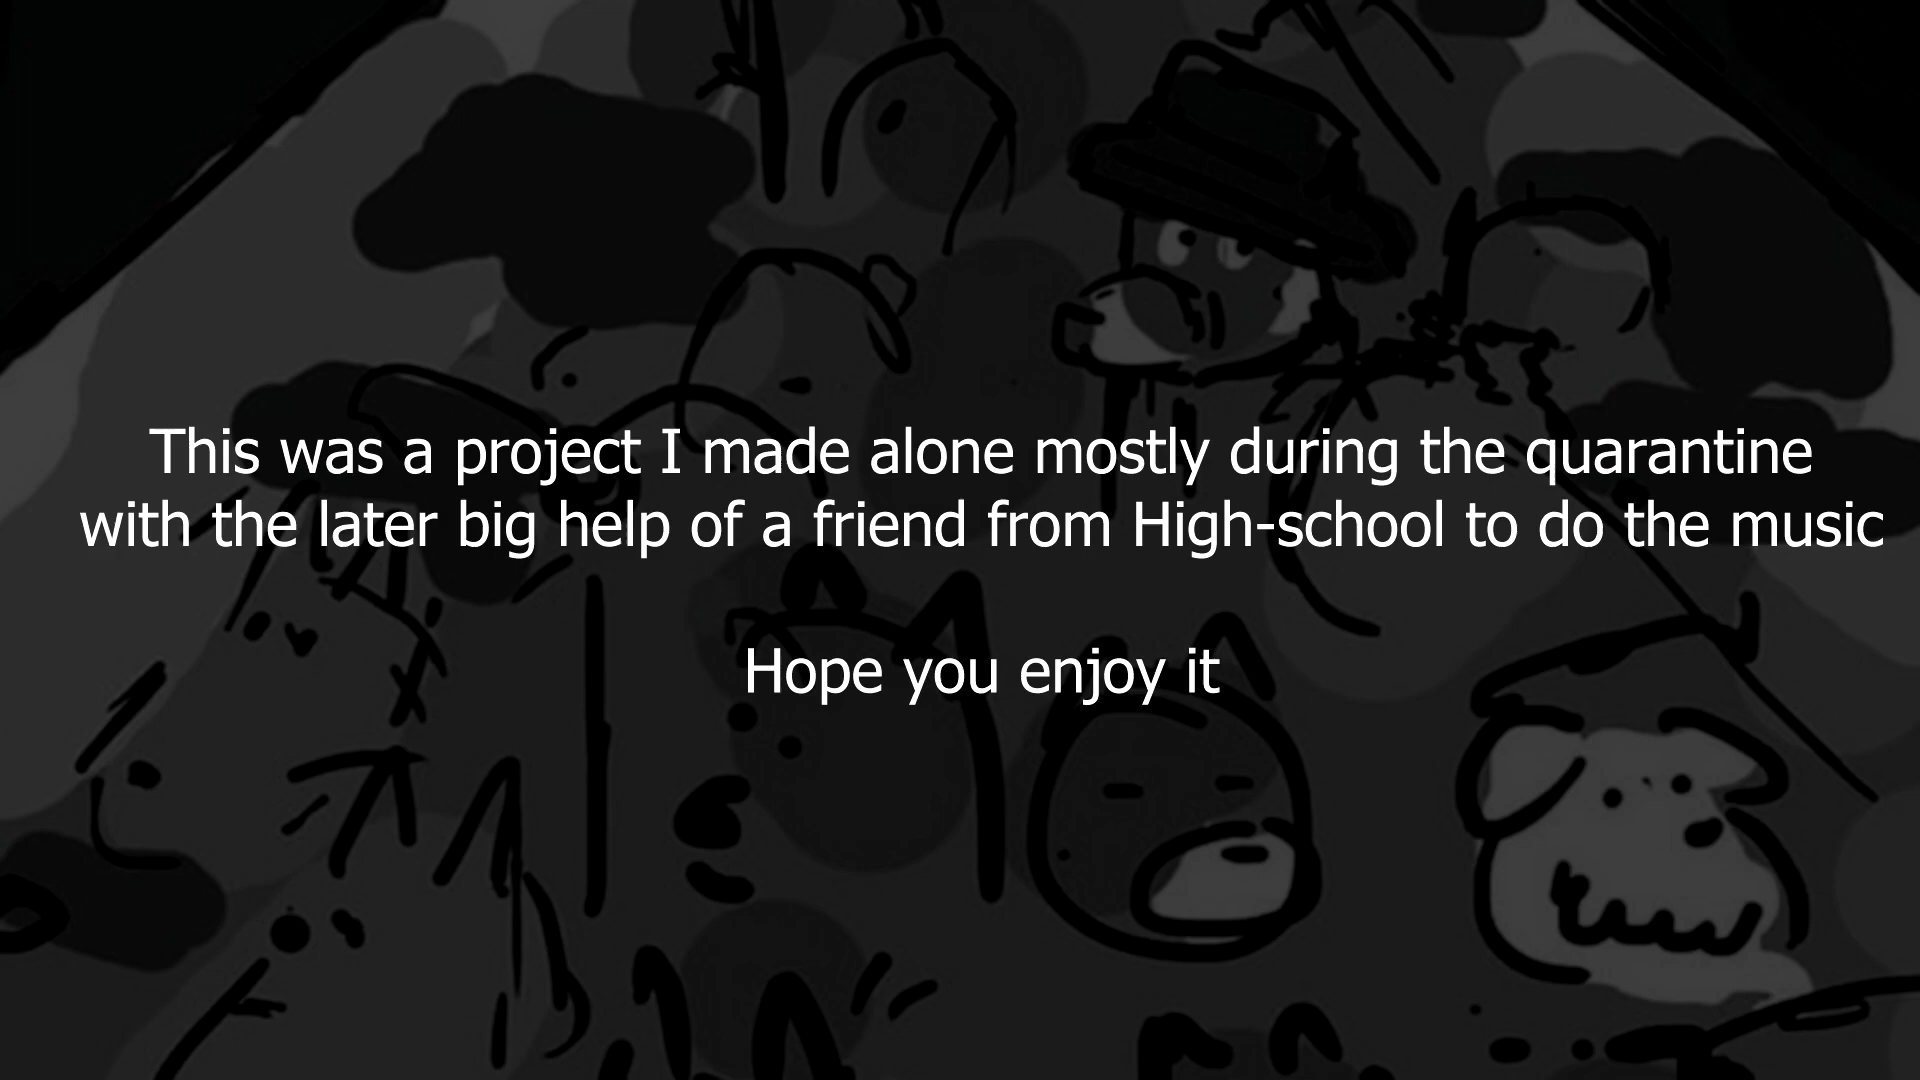 This was a project I made alone mostly during the quarantine
with the later big help of a friend from High-school to do the music
Hope you enjoy it